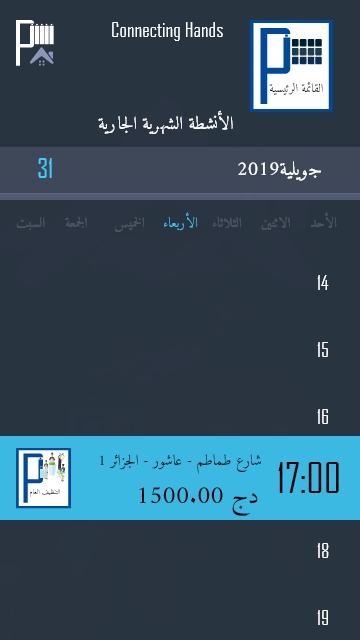 Connecting Hands
القائمة الرئيسية
الأنشطة الشهرية الجارية
جويلية2019
31
الأحد الاثنين الثلاثاء الأربعاء الخميس الجمعة السبت
14
15
16
17:00
شارع طماطم - عاشور - الجزائر 1
1500.00 دج
التنظيف العام
18
19